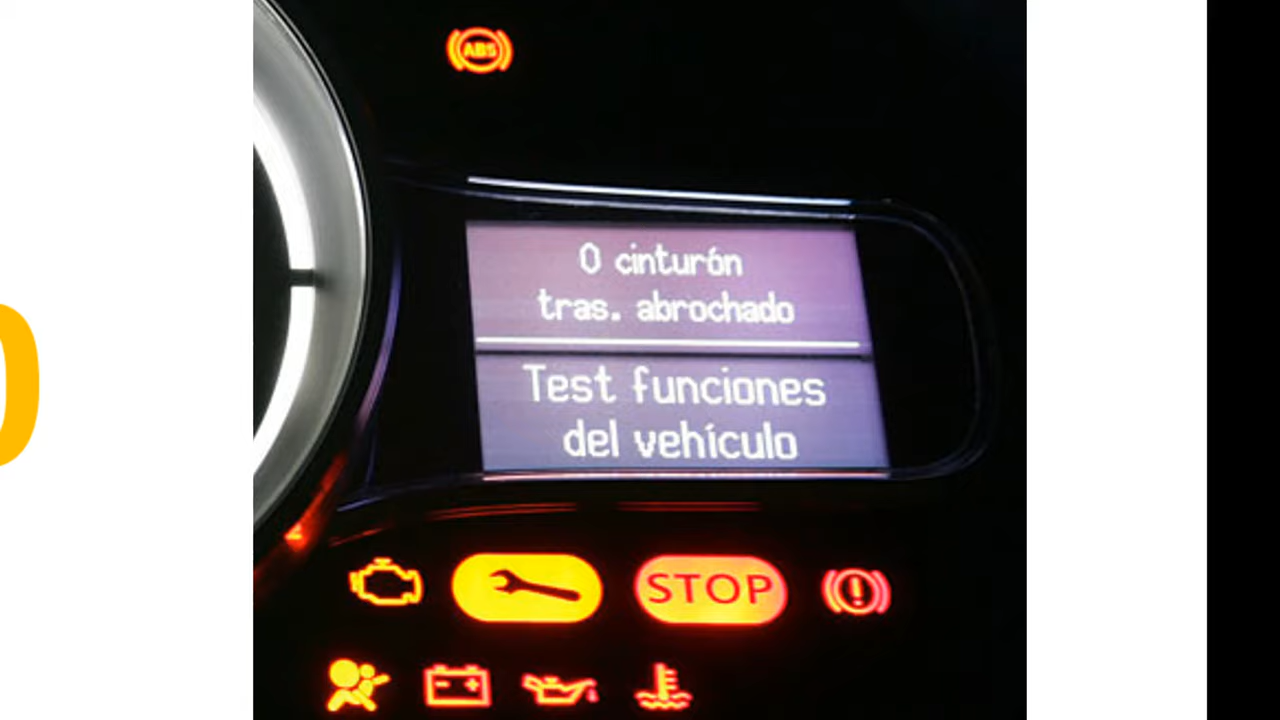 ABS
0 cinturón
tras. abrochado
Test funciones
del vehículo
STOP